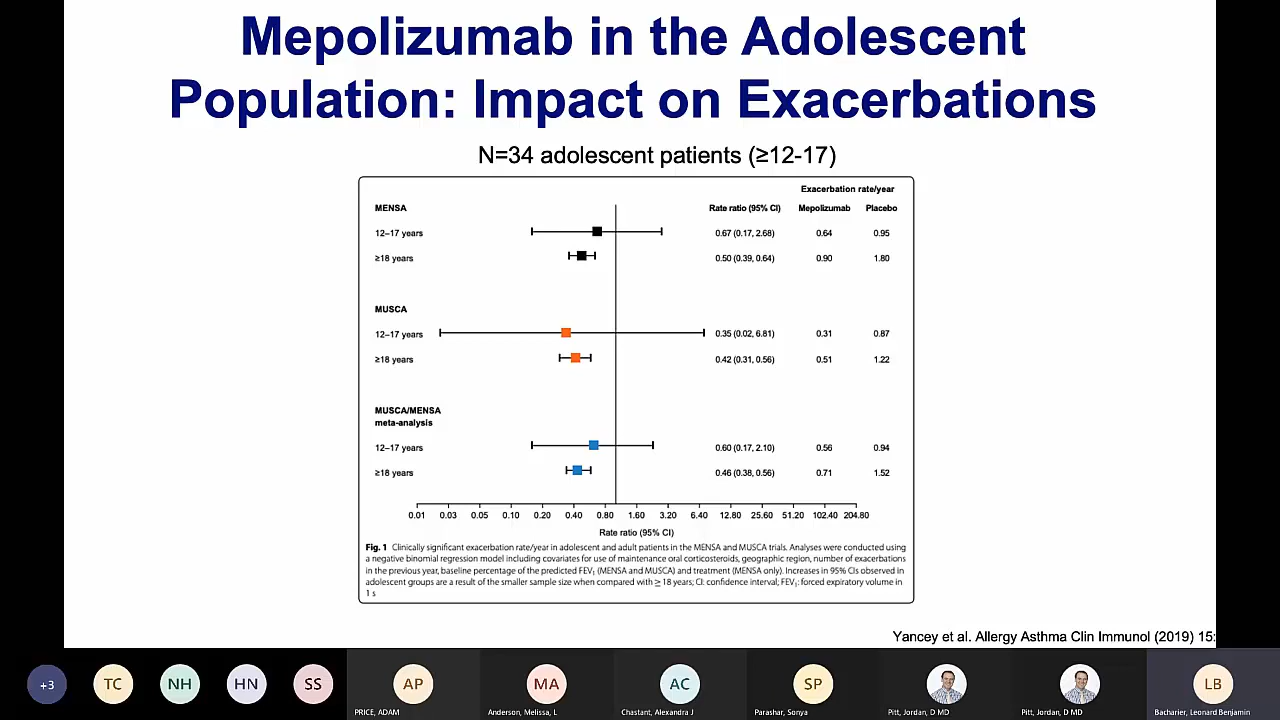 Mepolizumab in the Adolescent
Population: Impact on Exacerbations
N=34 adolescent patients (≥12-17)
Exacerbation rate/year
MENSA Rate ratio (95% CI) Mepolizumab Placebo
12–17 years 0.67 (0.17, 2.68) 0.64 0.95
≥18 years 0.50 (0.39, 0.64) 0.90 1.80
MUSCA
12–17 years 0.35 (0.02, 6.81) 0.31 0.87
≥18 years 0.42 (0.31, 0.56) 0.51 1.22
MUSCA/MENSA
meta-analysis
12–17 years 0.60 (0.17, 2.10) 0.56 0.94
≥18 years 0.46 (0.38, 0.56) 0.71 1.52
0.01 0.03 0.05 0.10 0.20 0.40 0.80 1.60 3.20 6.40 12.80 25.60 51.20 102.40 204.80
Rate ratio (95% CI)
Fig. 1 Clinically significant exacerbation rate/year in adolescent and adult patients in the MENSA and MUSCA trials. Analyses were conducted using
a negative binomial regression model including covariates for use of maintenance oral corticosteroids, geographic region, number of exacerbations
in the previous year, baseline percentage of the predicted FEV₁ (MENSA and MUSCA) and treatment (MENSA only). Increases in 95% CIs observed in
adolescent groups are a result of the smaller sample size when compared with ≥ 18 years; CI: confidence interval; FEV₁: forced expiratory volume in
1 s
Yancey et al. Allergy Asthma Clin Immunol (2019) 15:
+3 TC NH HN SS AP MA AC SP LB
PRICE, ADAM Anderson, Melissa, L Chastant, Alexandra J Parashar, Sonya Pitt, Jordan, D MD Pitt, Jordan, D MD Bacharier, Leonard Benjamin